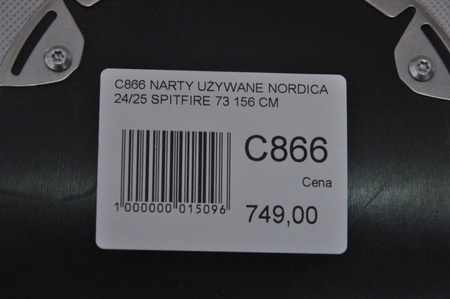 C866 NARTY UŻYWANE NORDICA
24/25 SPITFIRE 73 156 CM
C866
Cena
1 000000 015096
749,00